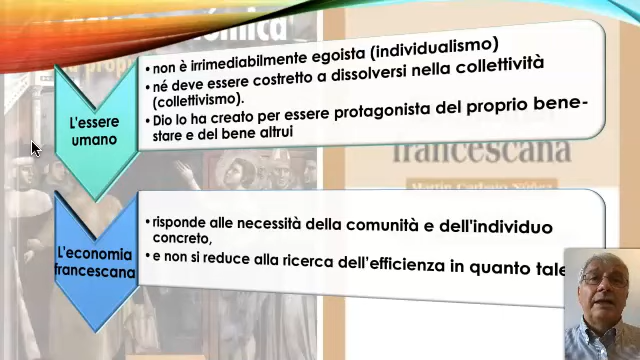 L'essere
umano
• non è irrimediabilmente egoista (individualismo)
• né deve essere costretto a dissolversi nella collettività
(collettivismo).
• Dio lo ha creato per essere protagonista del proprio bene-
stare e del bene altrui
francescana
L'economia
francescana
• risponde alle necessità della comunità e dell'individuo
concreto,
• e non si reduce alla ricerca dell'efficienza in quanto tale